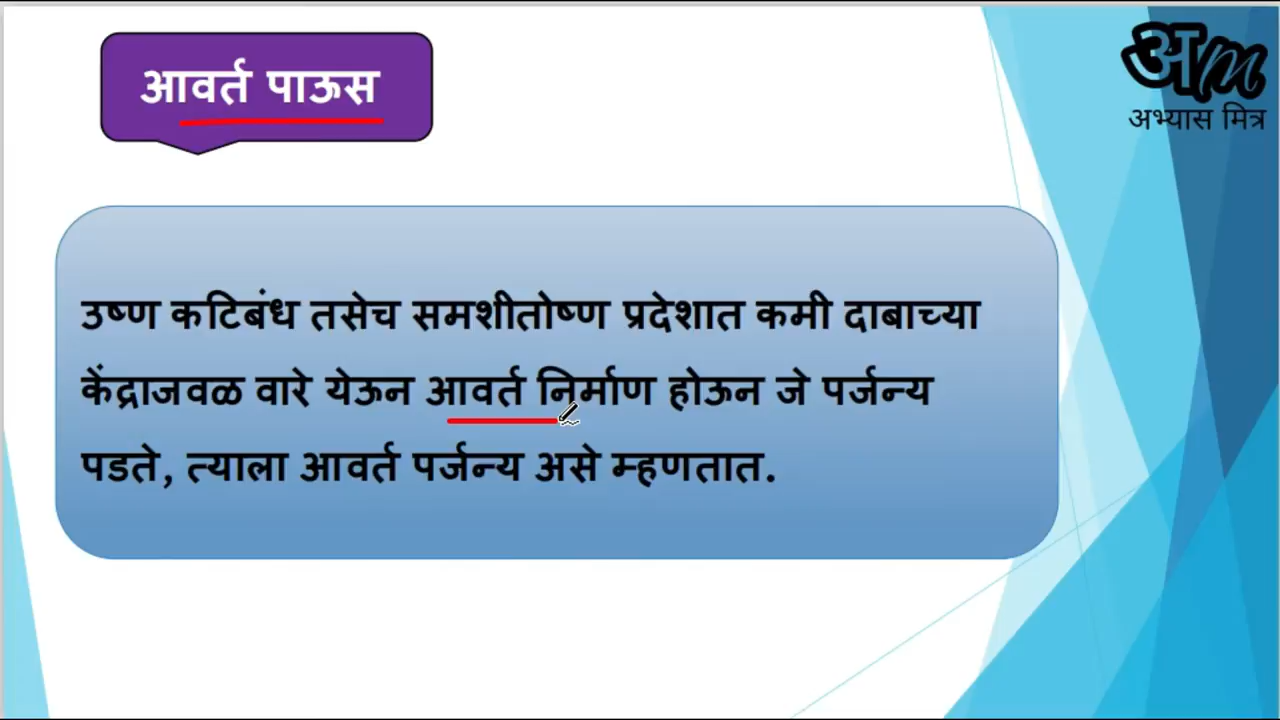 आवर्त पाऊस
अm
अभ्यास मित्र
उष्ण कटिबंध तसेच समशीतोष्ण प्रदेशात कमी दाबाच्या
केंद्राजवळ वारे येऊन आवर्त निर्माण होऊन जे पर्जन्य
पडते, त्याला आवर्त पर्जन्य असे म्हणतात.